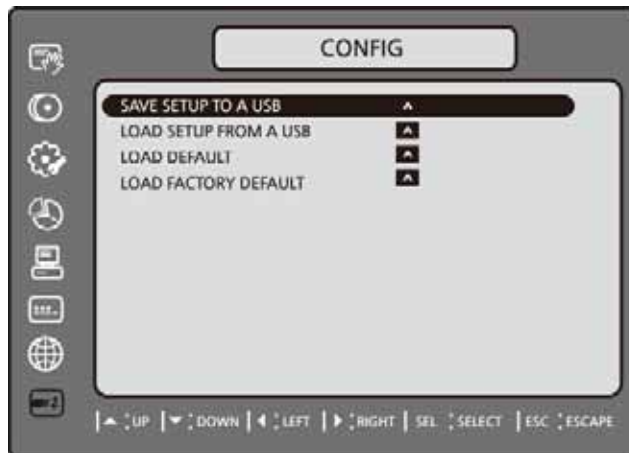 CONFIG
SAVE SETUP TO A USB
LOAD SETUP FROM A USB
LOAD DEFAULT
LOAD FACTORY DEFAULT
▲ : UP | ▼ : DOWN | ◀ : LEFT | ▶ : RIGHT | SEL : SELECT | ESC : ESCAPE